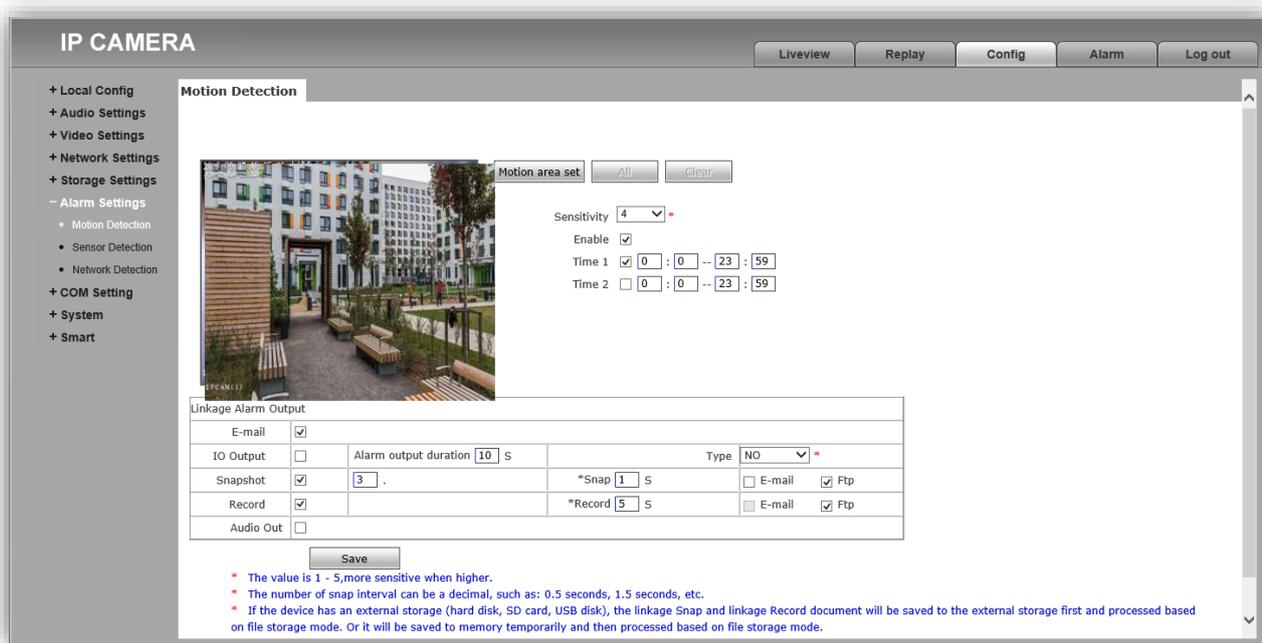 IP CAMERA
Liveview Replay Config Alarm Log out
+ Local Config
+ Audio Settings
+ Video Settings
+ Network Settings
+ Storage Settings
− Alarm Settings
• Motion Detection
• Sensor Detection
• Network Detection
+ COM Setting
+ System
+ Smart
Motion Detection
Motion area set All Clear
Sensitivity 4 *
Enable
Time 1 0 : 0 -- 23 : 59
Time 2 0 : 0 -- 23 : 59
IPCAM(1)
Linkage Alarm Output
E-mail
IO Output Alarm output duration 10 S Type NO *
Snapshot 3 . *Snap 1 S E-mail Ftp
Record *Record 5 S E-mail Ftp
Audio Out
Save
* The value is 1 - 5,more sensitive when higher.
* The number of snap interval can be a decimal, such as: 0.5 seconds, 1.5 seconds, etc.
* If the device has an external storage (hard disk, SD card, USB disk), the linkage Snap and linkage Record document will be saved to the external storage first and processed based
on file storage mode. Or it will be saved to memory temporarily and then processed based on file storage mode.